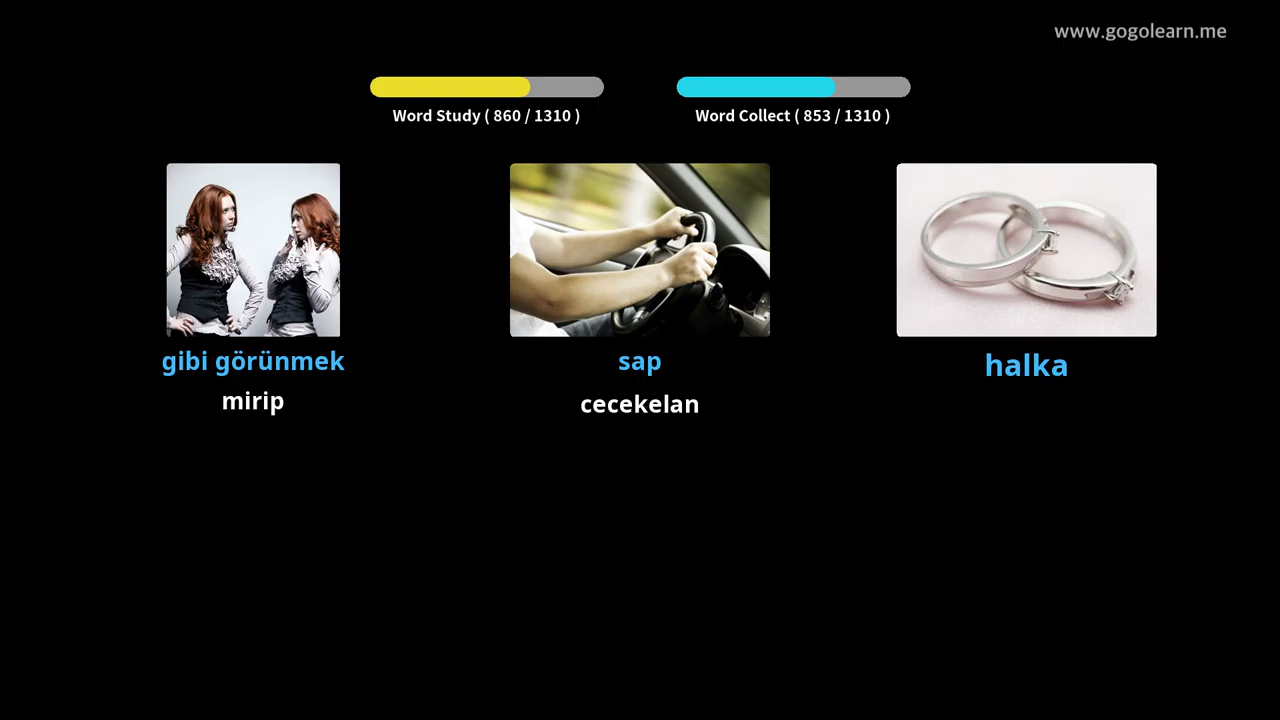 www.gogolearn.me
Word Study ( 860 / 1310 )
Word Collect ( 853 / 1310 )
gibi görünmek
mirip
sap
cecekelan
halka